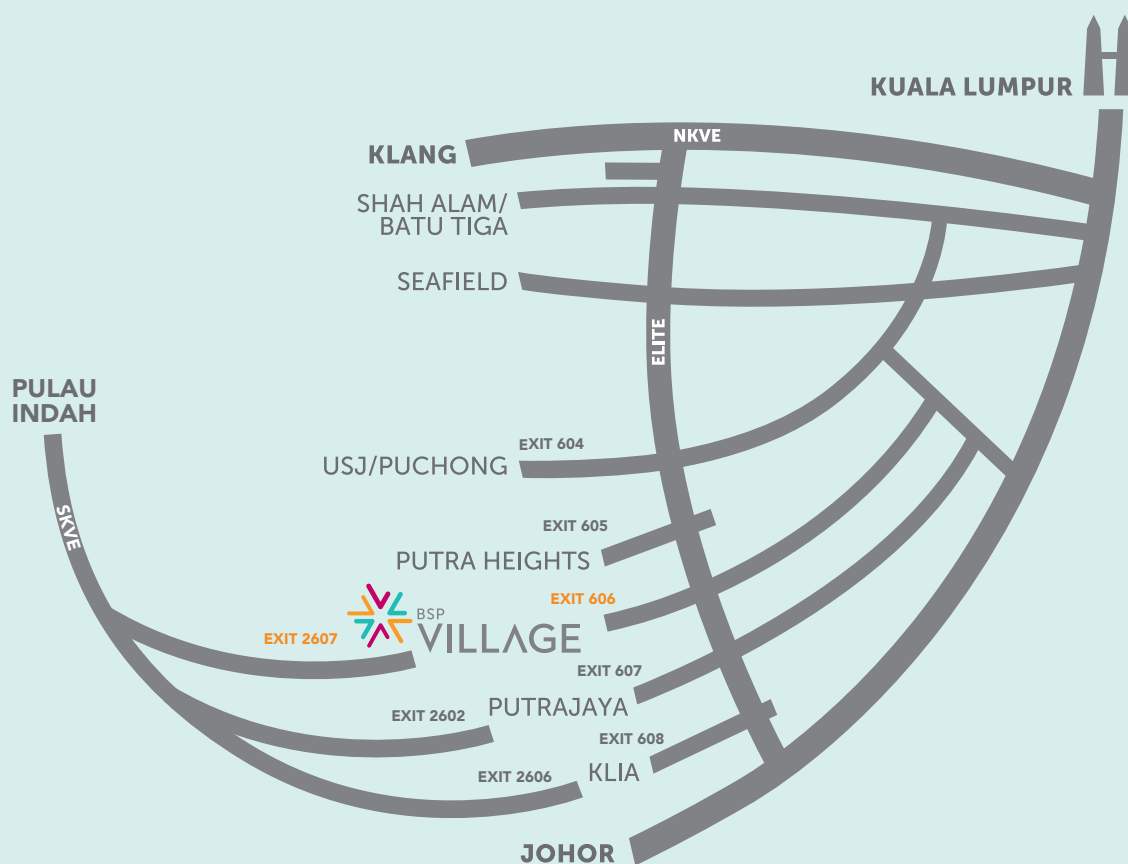 KUALA LUMPUR
NKVE
KLANG
SHAH ALAM/
BATU TIGA
SEAFIELD
ELITE
PULAU
INDAH
EXIT 604
USJ/PUCHONG
SKVE
EXIT 605
PUTRA HEIGHTS
EXIT 606
BSP
VILLAGE
EXIT 2607
EXIT 607
PUTRAJAYA
EXIT 2602
EXIT 608
KLIA
EXIT 2606
JOHOR